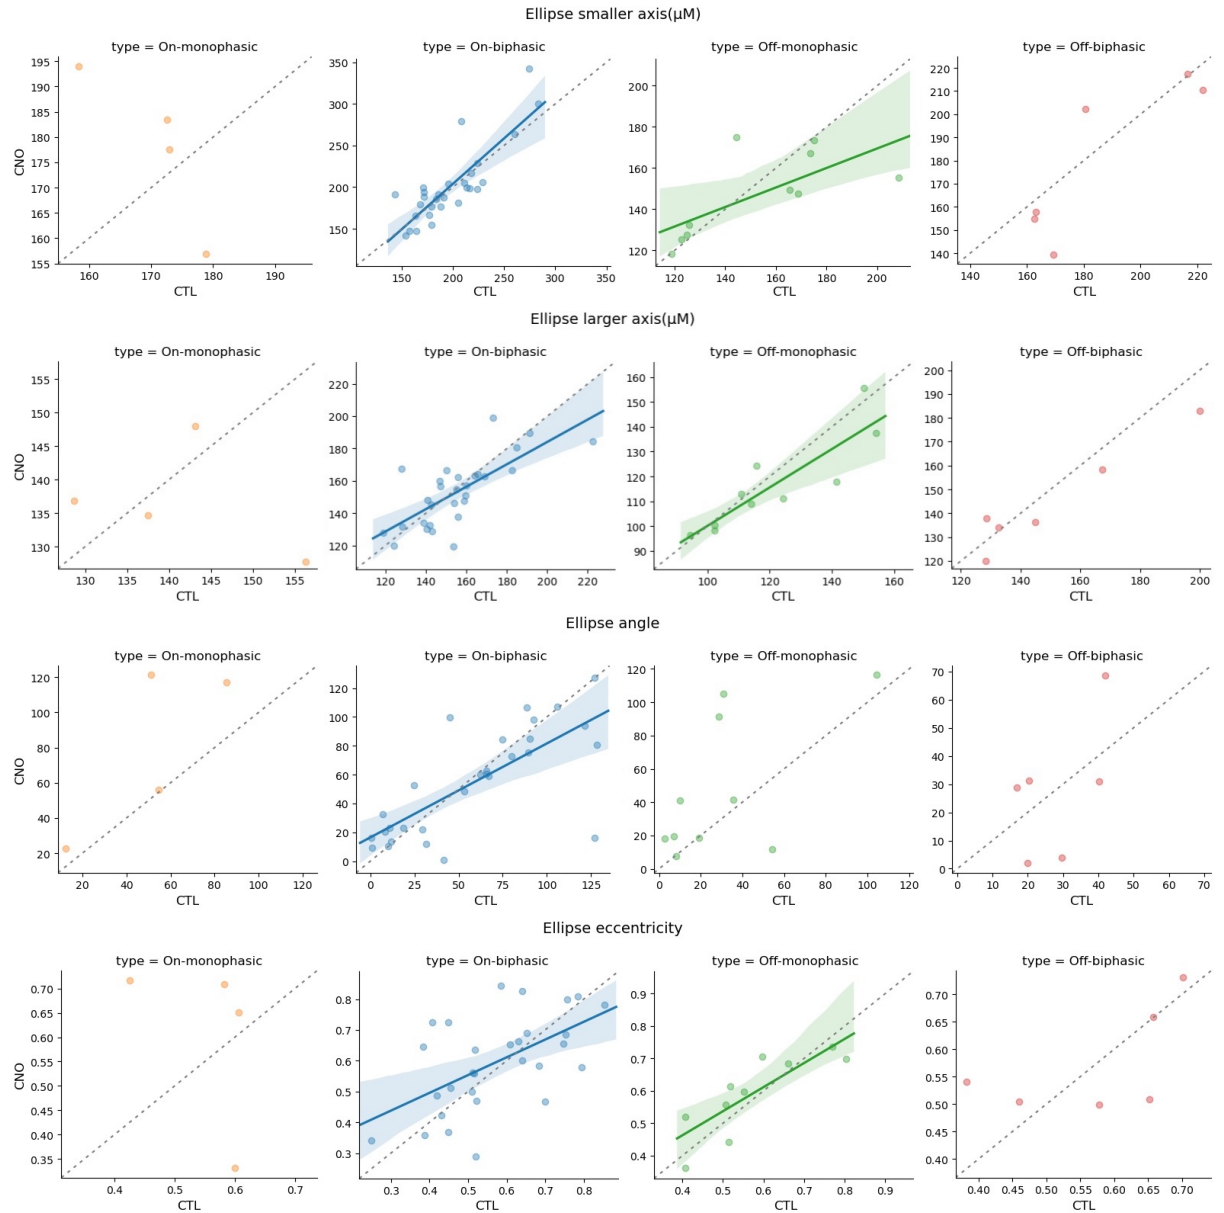 Ellipse smaller axis(µM)
type = On-monophasic type = On-biphasic type = Off-monophasic type = Off-biphasic
CNO
195
190
185
180
175
170
165
160
155
160 170 180 190
CTL
350
300
250
200
150
150 200 250 300 350
CTL
200
180
160
140
120
120 140 160 180 200
CTL
220
210
200
190
180
170
160
150
140
140 160 180 200 220
CTL
Ellipse larger axis(µM)
type = On-monophasic type = On-biphasic type = Off-monophasic type = Off-biphasic
CNO
155
150
145
140
135
130
130 135 140 145 150 155
CTL
220
200
180
160
140
120
120 140 160 180 200 220
CTL
160
150
140
130
120
110
100
90
100 120 140 160
CTL
200
190
180
170
160
150
140
130
120
120 140 160 180 200
CTL
Ellipse angle
type = On-monophasic type = On-biphasic type = Off-monophasic type = Off-biphasic
CNO
120
100
80
60
40
20
20 40 60 80 100 120
CTL
120
100
80
60
40
20
0
0 25 50 75 100 125
CTL
120
100
80
60
40
20
0
0 20 40 60 80 100 120
CTL
70
60
50
40
30
20
10
0
0 10 20 30 40 50 60 70
CTL
Ellipse eccentricity
type = On-monophasic type = On-biphasic type = Off-monophasic type = Off-biphasic
CNO
0.70
0.65
0.60
0.55
0.50
0.45
0.40
0.35
0.4 0.5 0.6 0.7
CTL
0.8
0.7
0.6
0.5
0.4
0.3
0.3 0.4 0.5 0.6 0.7 0.8
CTL
0.9
0.8
0.7
0.6
0.5
0.4
0.4 0.5 0.6 0.7 0.8 0.9
CTL
0.70
0.65
0.60
0.55
0.50
0.45
0.40
0.40 0.45 0.50 0.55 0.60 0.65 0.70
CTL